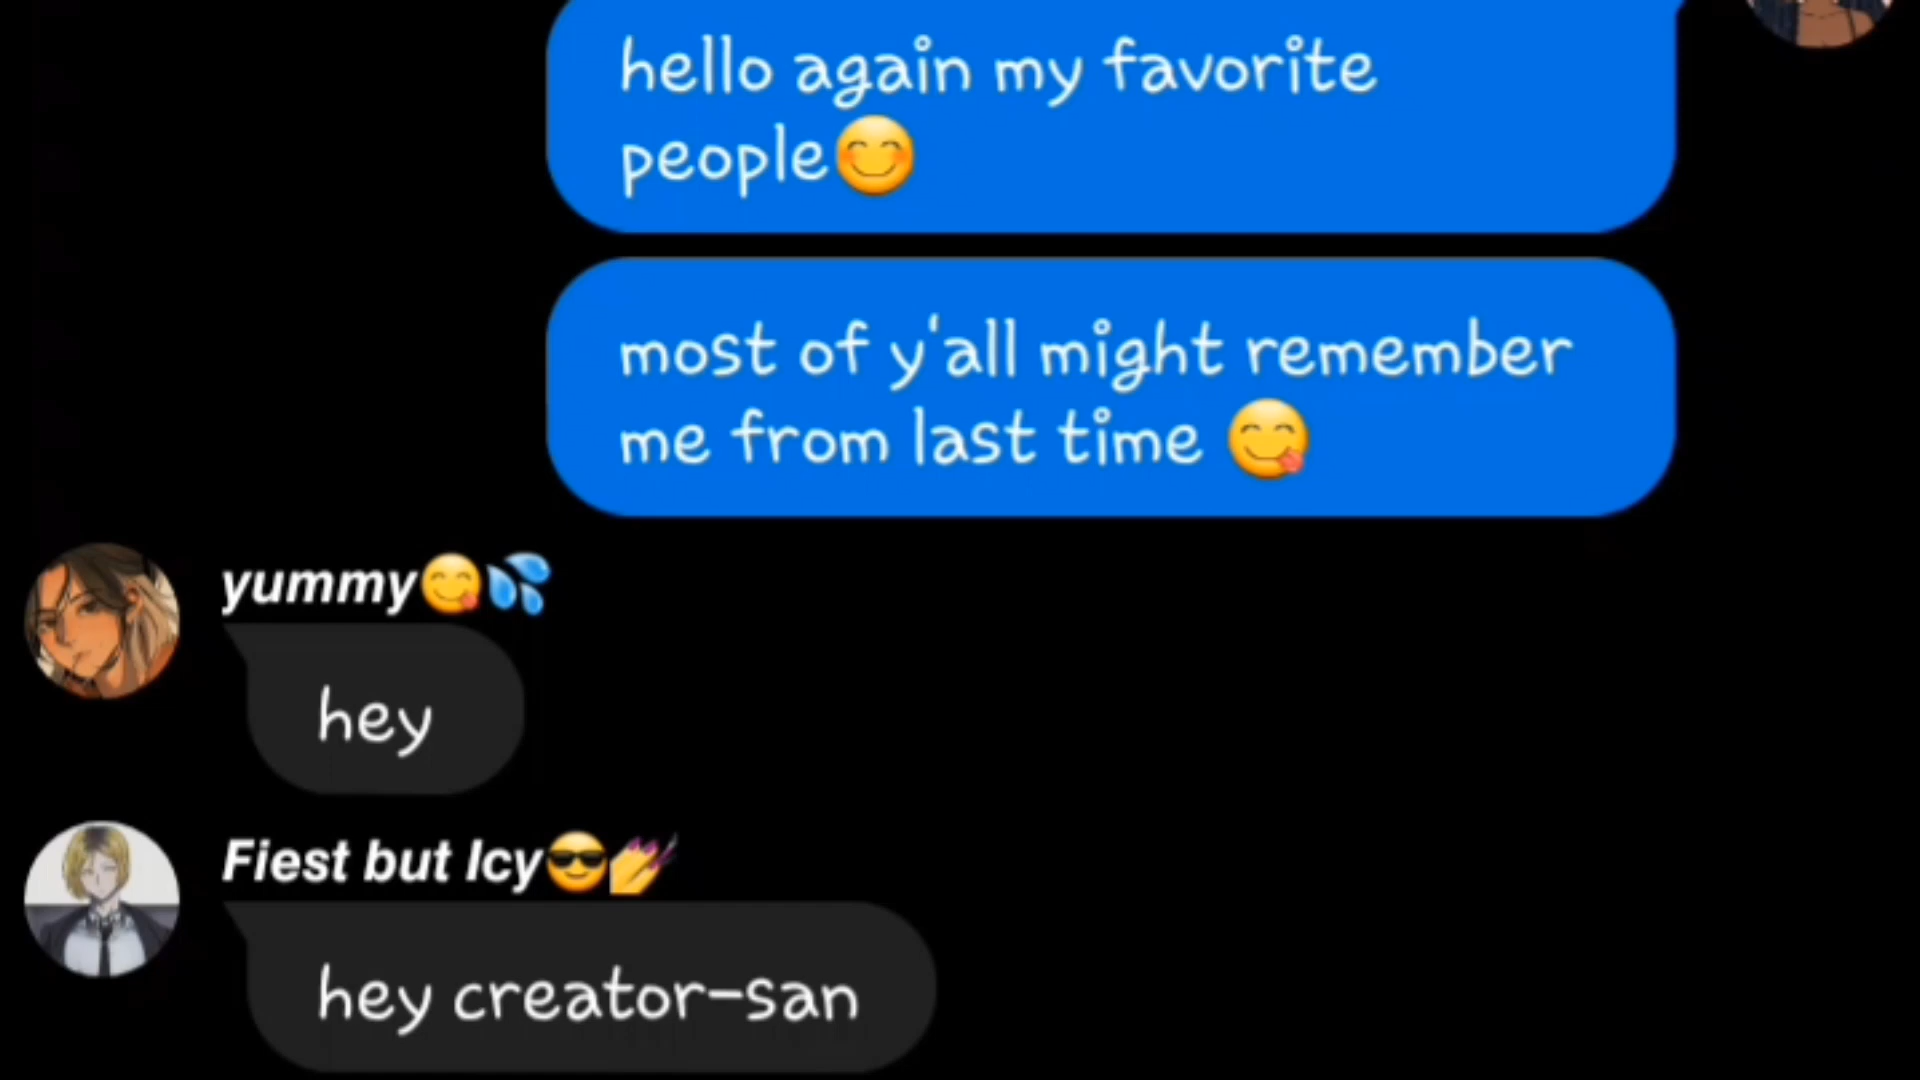 hello again my favorite
people😊
most of y'all might remember
me from last time 😋
yummy😋💦
hey
Fiest but Icy😎💅
hey creator-san